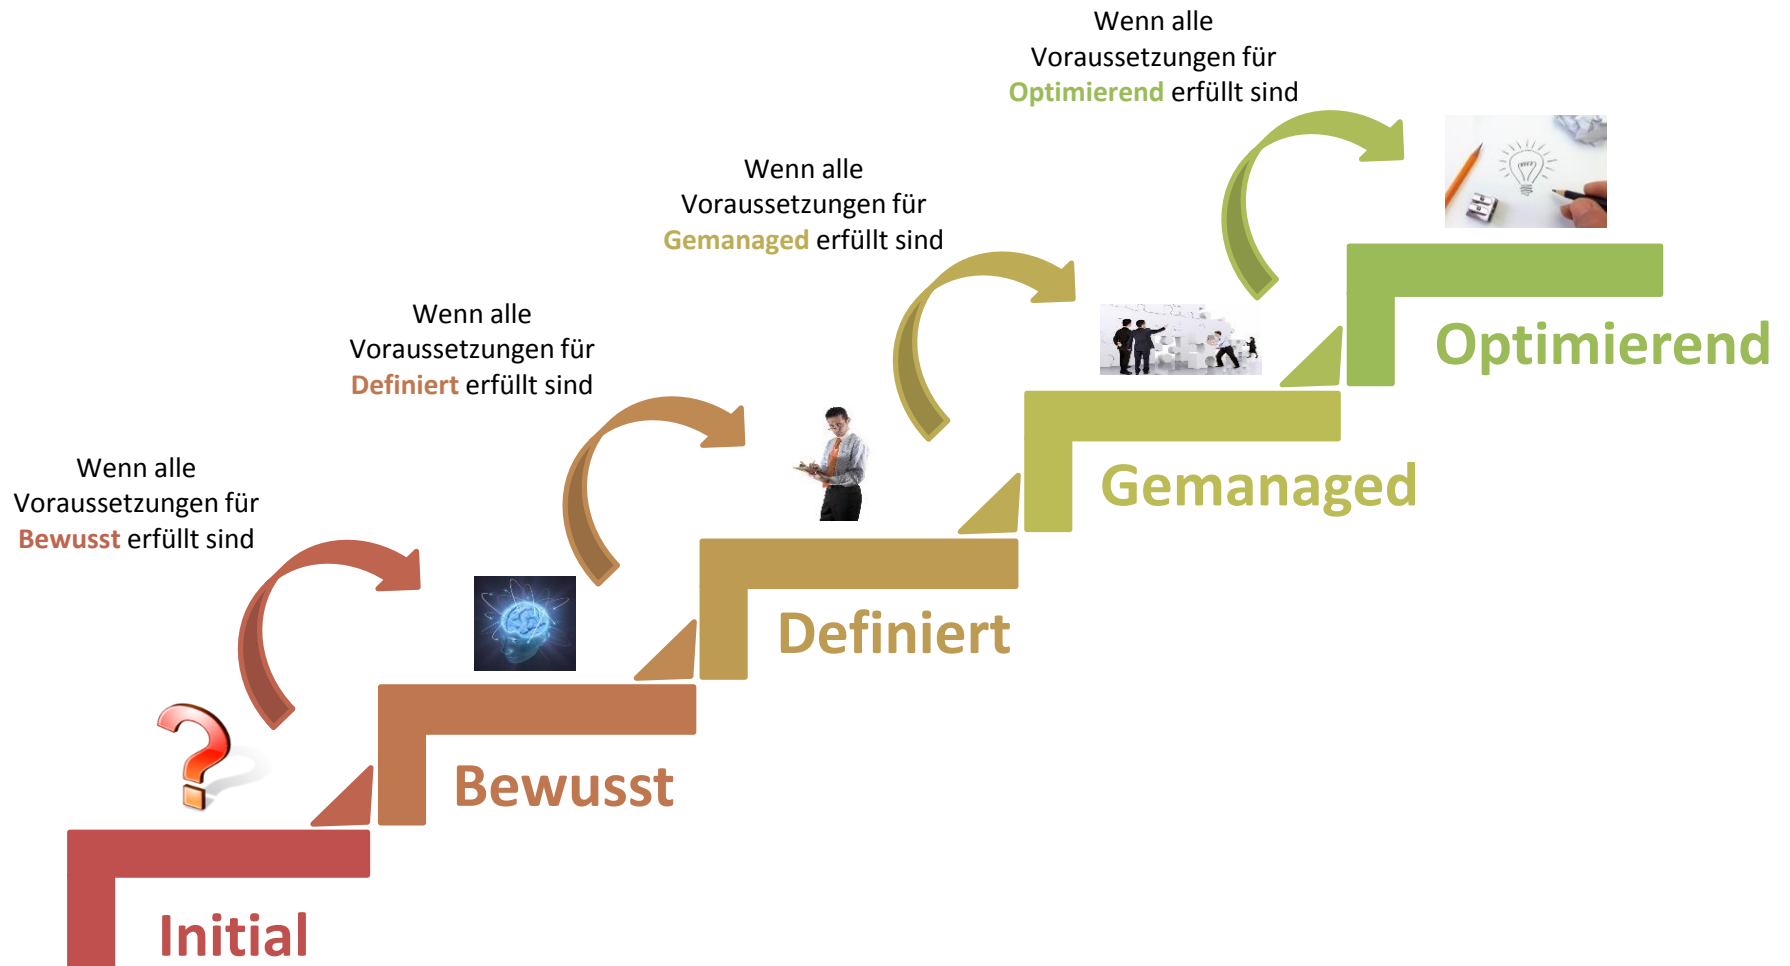 Wenn alle
Voraussetzungen für
Optimierend erfüllt sind
Wenn alle
Voraussetzungen für
Gemanaged erfüllt sind
Wenn alle
Voraussetzungen für
Definiert erfüllt sind
Wenn alle
Voraussetzungen für
Bewusst erfüllt sind
Optimierend
Gemanaged
Definiert
Bewusst
Initial